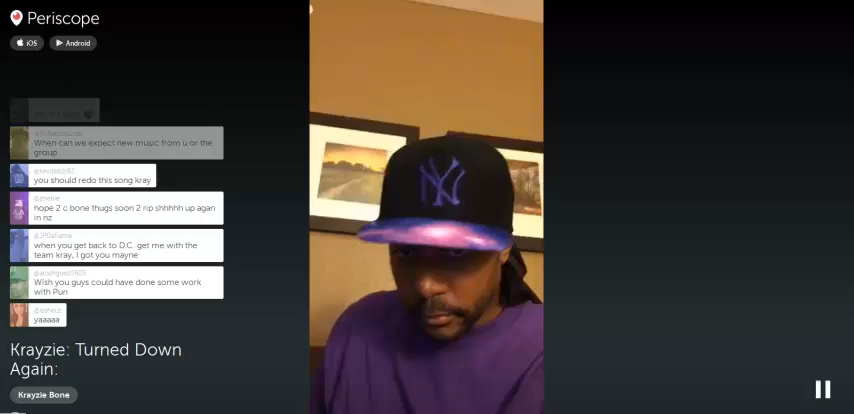 Periscope
iOS
Android
When can we expect new music from u or the
group
you should redo this song kray
hope 2 c bone thugs soon 2 rip shhhhh up again
in nz
when you get back to D.C. get me with the
team kray, I got you mayne
Wish you guys could have done some work
with Pun
yaaaaa
Krayzie: Turned Down
Again:
Krayzie Bone
NY